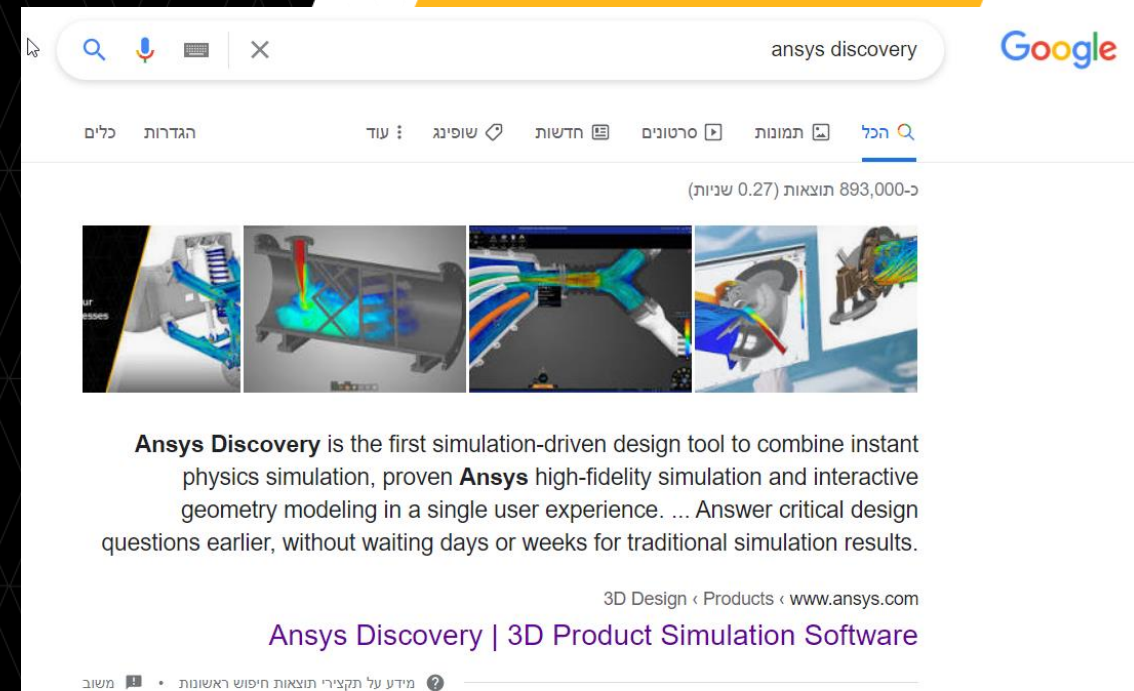 ansys discovery
Google
הכל תמונות סרטונים חדשות שופינג עוד הגדרות כלים
כ-893,000 תוצאות (0.27 שניות)
Ansys Discovery is the first simulation-driven design tool to combine instant
physics simulation, proven Ansys high-fidelity simulation and interactive
geometry modeling in a single user experience. ... Answer critical design
questions earlier, without waiting days or weeks for traditional simulation results.
3D Design ‹ Products ‹ www.ansys.com
Ansys Discovery | 3D Product Simulation Software
מידע על תקצירי תוצאות חיפוש ראשונות • משוב